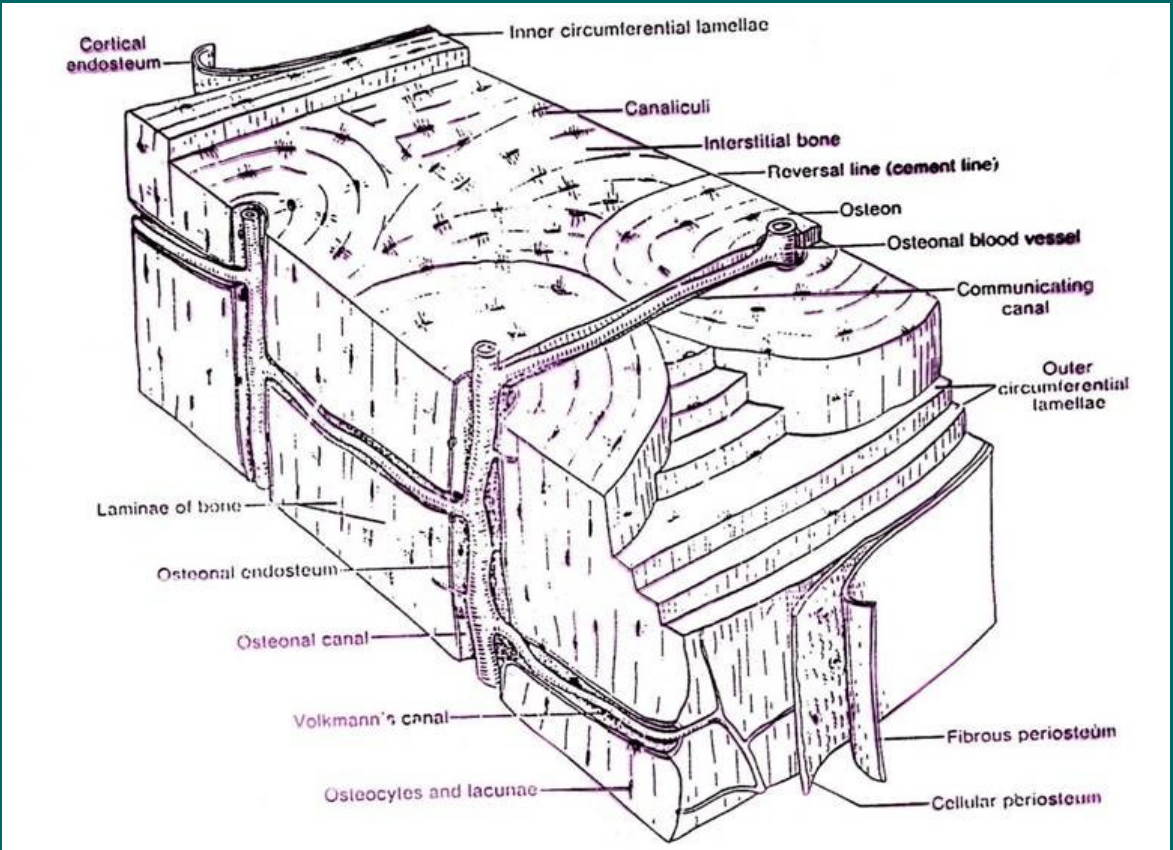 Inner circumferential lamellae
Cortical
endosteum
Canaliculi
Interstitial bone
Reversal line (cement line)
Osteon
Osteonal blood vessel
Communicating
canal
Outer
circumferential
lamellae
Laminae of bone
Osteonal endosteum
Osteonal canal
Volkmann's canal
Fibrous periosteum
Osteocytes and lacunae
Cellular periosteum